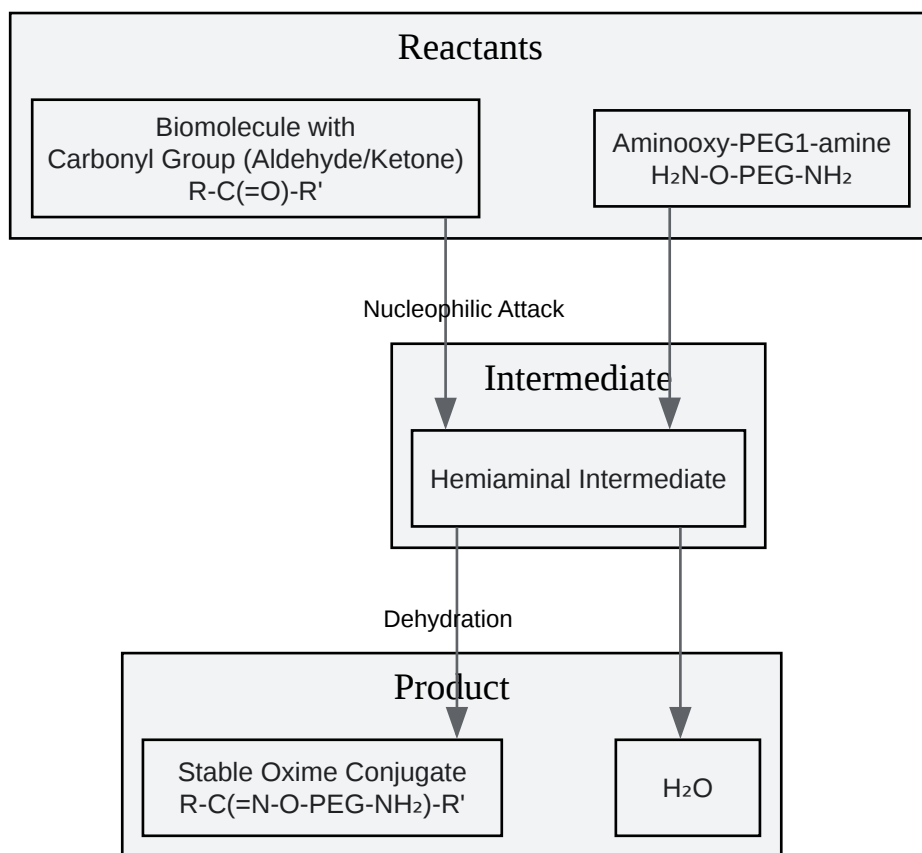 Reactants
Biomolecule with
Carbonyl Group (Aldehyde/Ketone)
R-C(=O)-R'
Aminooxy-PEG1-amine
H₂N-O-PEG-NH₂
Nucleophilic Attack
Intermediate
Hemiaminal Intermediate
Dehydration
Product
Stable Oxime Conjugate
R-C(=N-O-PEG-NH₂)-R'
H₂O